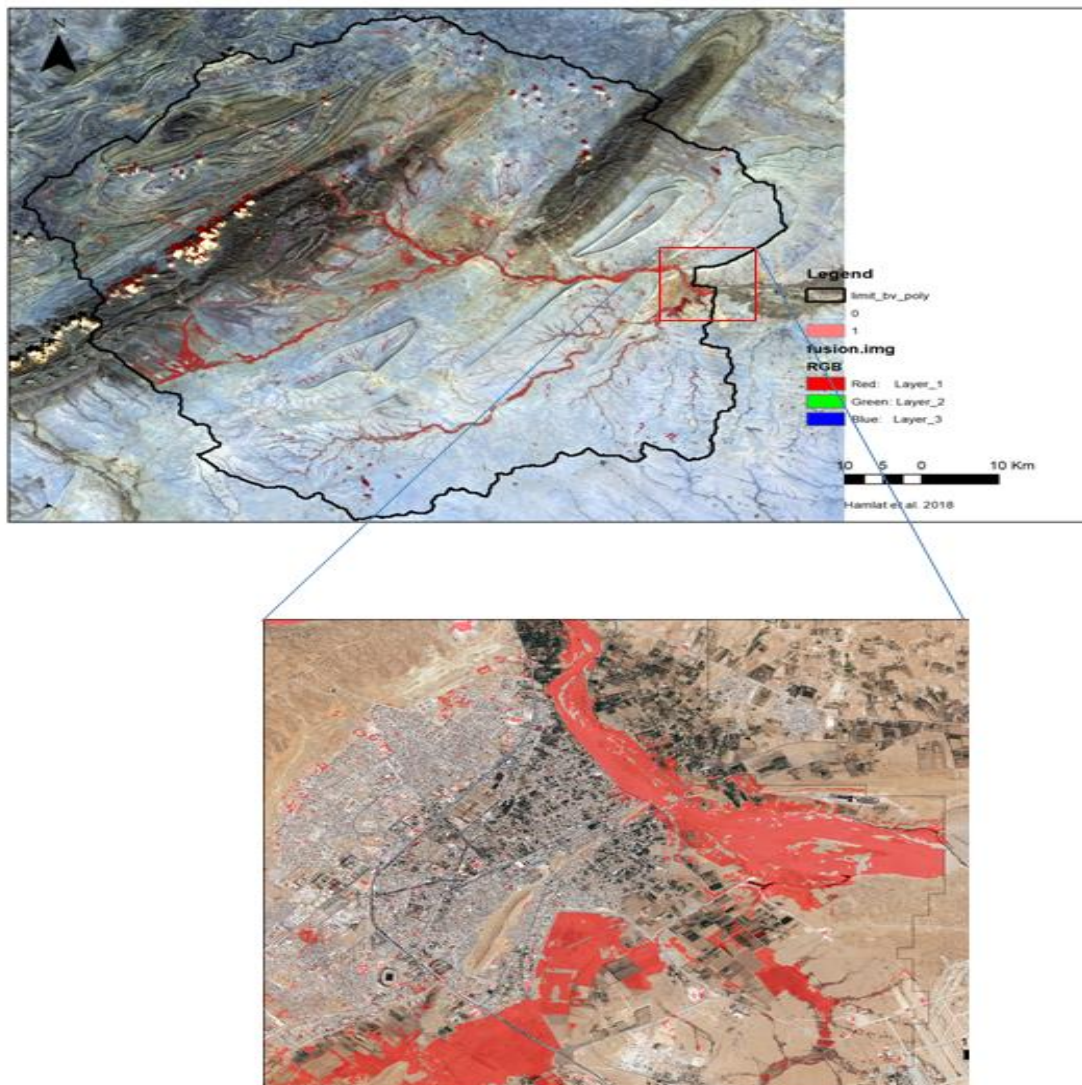 N
Legend
limit_bv_poly
0
1
fusion.img
RGB
Red: Layer_1
Green: Layer_2
Blue: Layer_3
10 5 0 10 Km
Hamlat et al. 2018